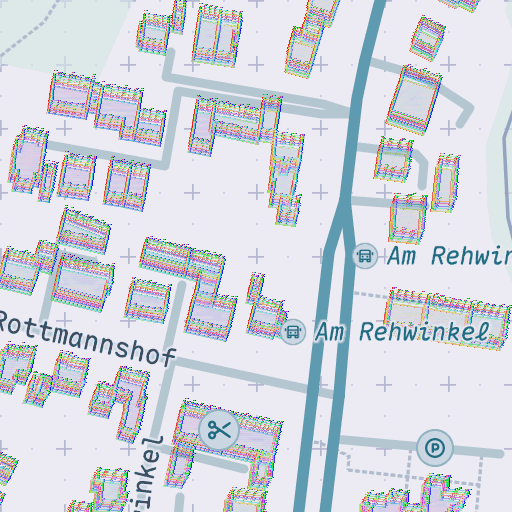 Am Rehwin
Am Rehwinkel
Rottmannshof
inkel
P